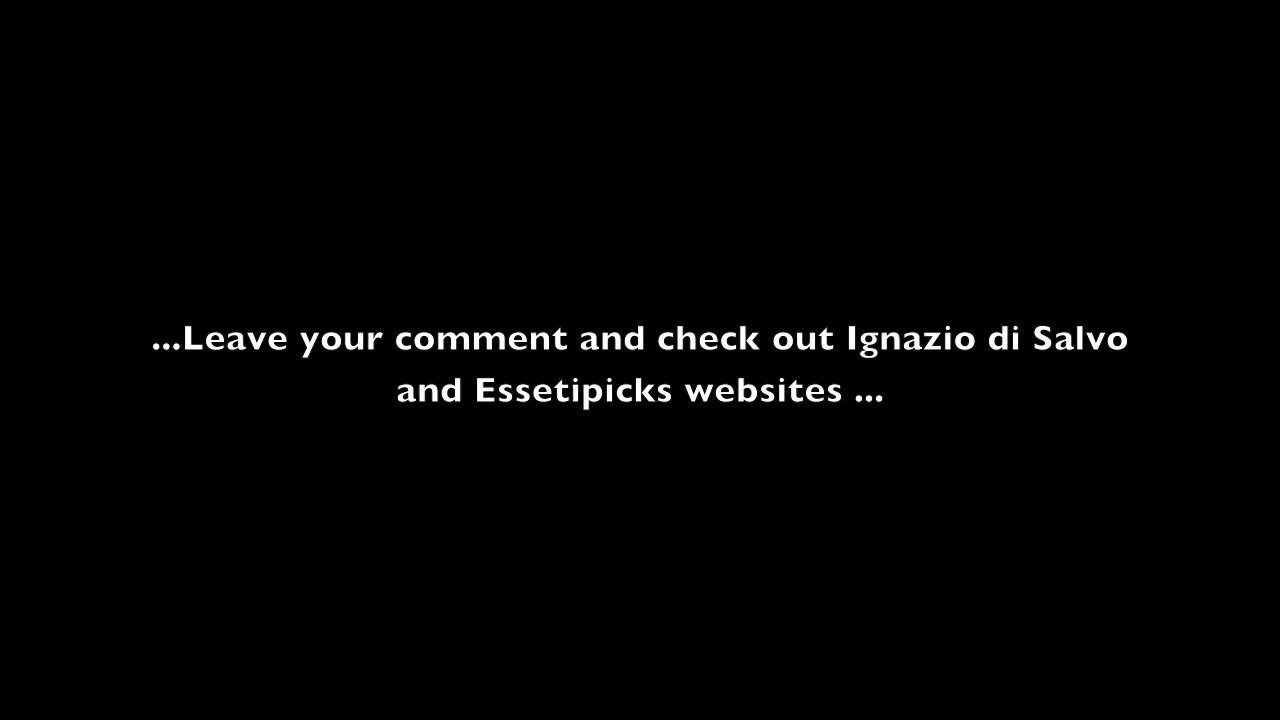 ...Leave your comment and check out Ignazio di Salvo
and Essetipicks websites ...